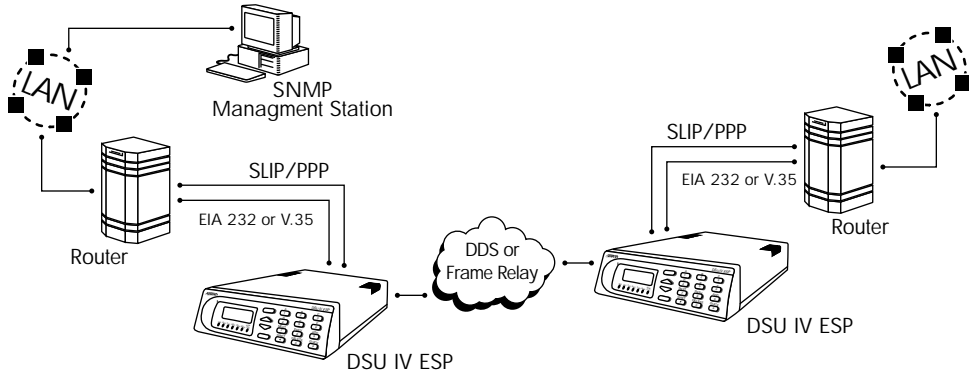 LAN
SNMP
Managment Station
SLIP/PPP
EIA 232 or V.35
Router
DSU IV ESP
DDS or
Frame Relay
LAN
SLIP/PPP
EIA 232 or V.35
Router
DSU IV ESP